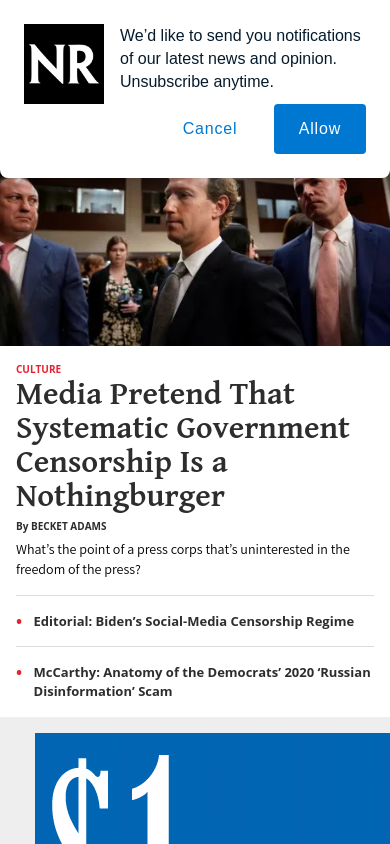 NR
We’d like to send you notifications
of our latest news and opinion.
Unsubscribe anytime.
Cancel
Allow
CULTURE
Media Pretend That
Systematic Government
Censorship Is a
Nothingburger
By BECKET ADAMS
What’s the point of a press corps that’s uninterested in the
freedom of the press?
• Editorial: Biden’s Social-Media Censorship Regime
• McCarthy: Anatomy of the Democrats’ 2020 ‘Russian
Disinformation’ Scam
¢1